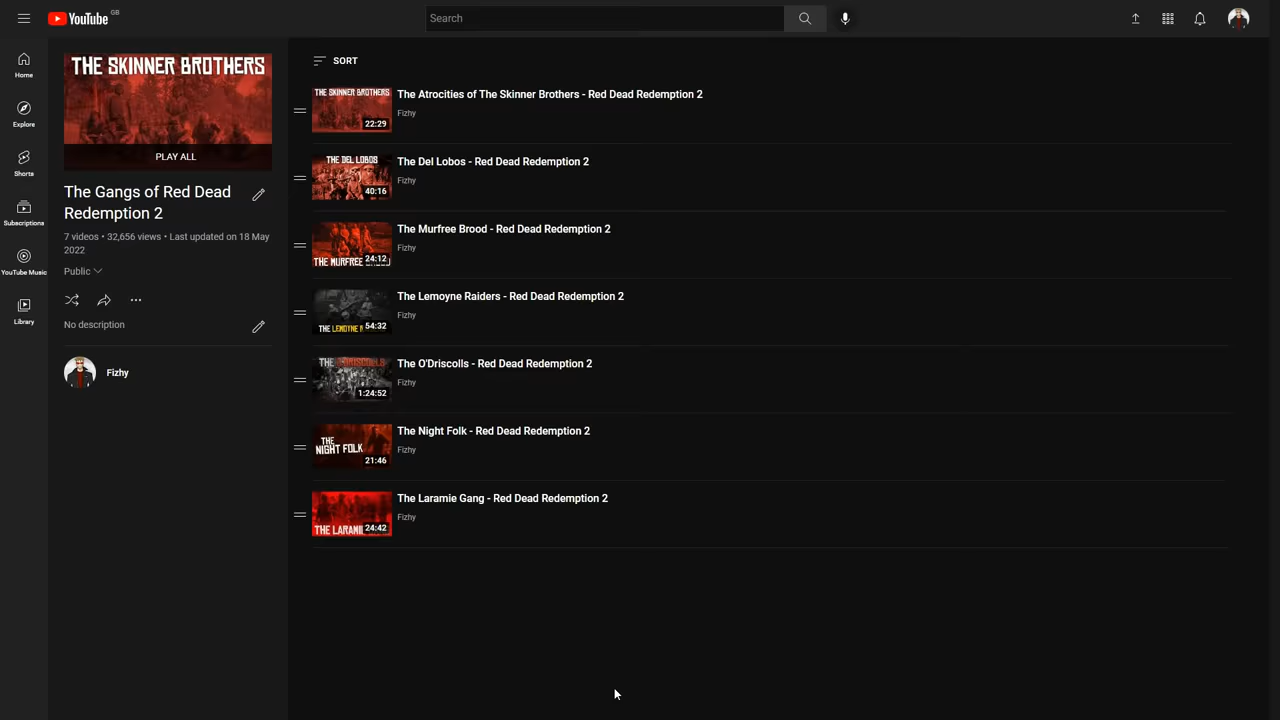 YouTube GB
Search
Home
Explore
Shorts
Subscriptions
YouTube Music
Library
THE SKINNER BROTHERS
PLAY ALL
The Gangs of Red Dead
Redemption 2
7 videos • 32,656 views • Last updated on 18 May
2022
Public
No description
Fizhy
SORT
THE SKINNER BROTHERS
22:29
The Atrocities of The Skinner Brothers - Red Dead Redemption 2
Fizhy
THE DEL LOBOS
40:16
The Del Lobos - Red Dead Redemption 2
Fizhy
THE MURFREE
24:12
The Murfree Brood - Red Dead Redemption 2
Fizhy
THE LEMOYNE
54:32
The Lemoyne Raiders - Red Dead Redemption 2
Fizhy
THE O'DRISCOLLS
1:24:52
The O'Driscolls - Red Dead Redemption 2
Fizhy
THE
NIGHT FOLK
21:46
The Night Folk - Red Dead Redemption 2
Fizhy
THE LARAMI
24:42
The Laramie Gang - Red Dead Redemption 2
Fizhy